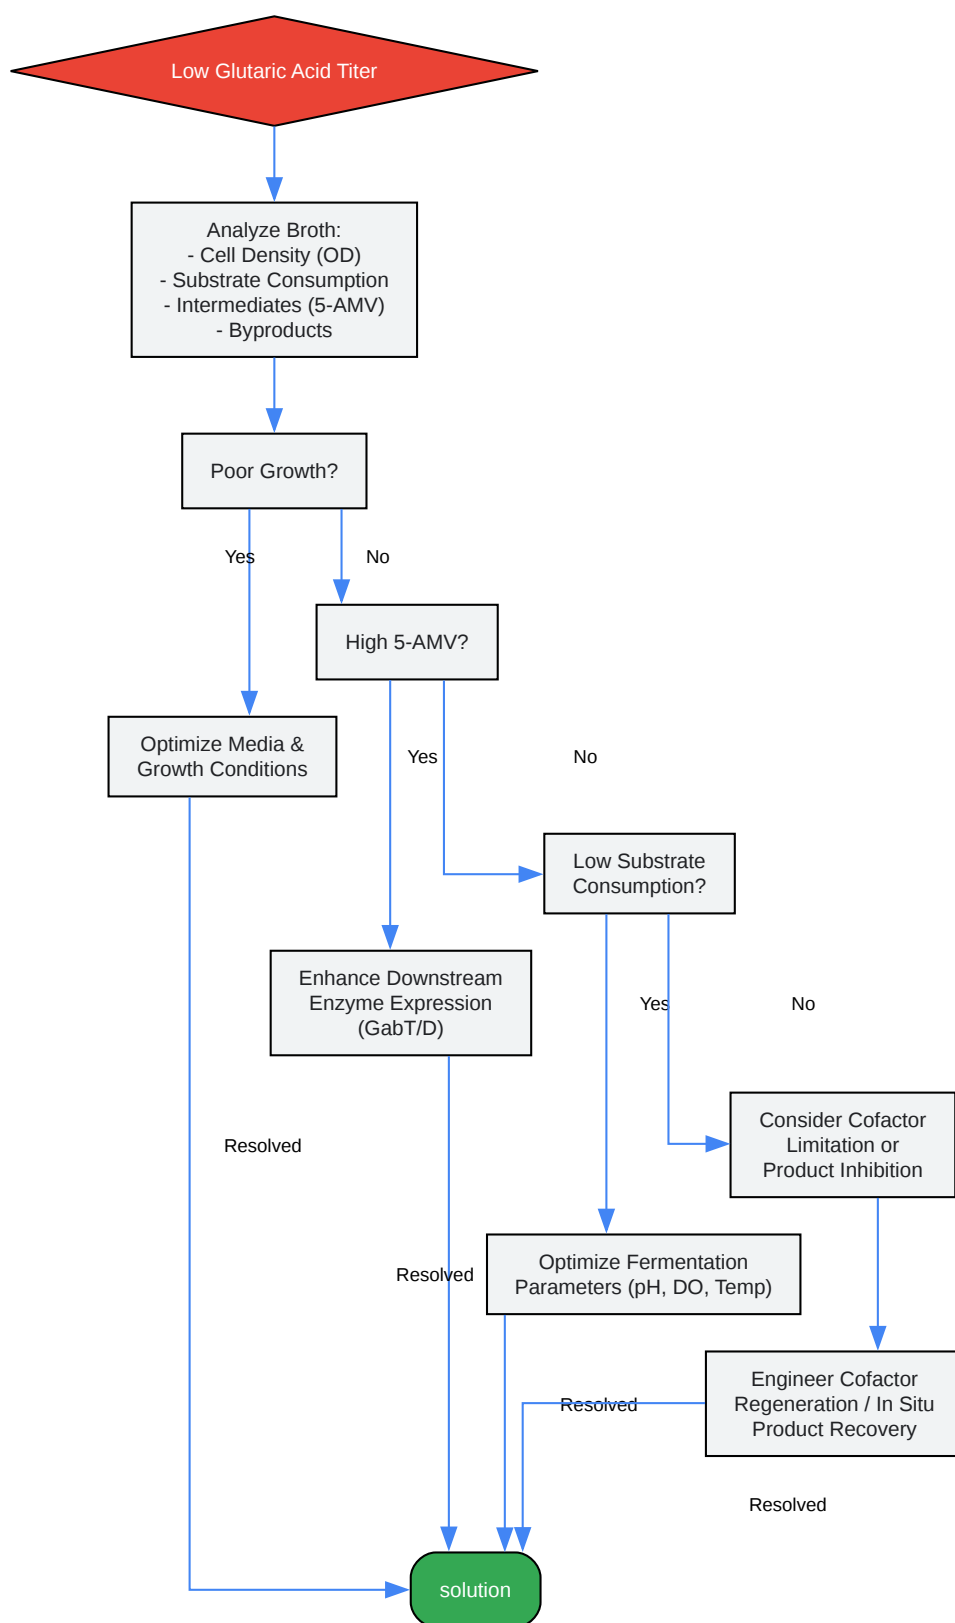 Low Glutaric Acid Titer
Analyze Broth:
- Cell Density (OD)
- Substrate Consumption
- Intermediates (5-AMV)
- Byproducts
Poor Growth?
Yes
No
High 5-AMV?
Optimize Media &
Growth Conditions
Yes
No
Low Substrate
Consumption?
Enhance Downstream
Enzyme Expression
(GabT/D)
Yes
No
Consider Cofactor
Limitation or
Product Inhibition
Resolved
Optimize Fermentation
Parameters (pH, DO, Temp)
Resolved
Engineer Cofactor
Regeneration / In Situ
Product Recovery
Resolved
Resolved
solution